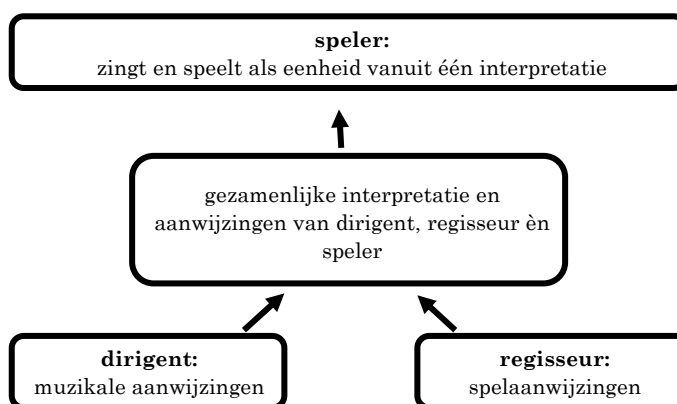 speler:
zingt en speelt als eenheid vanuit één interpretatie
gezamenlijke interpretatie en
aanwijzingen van dirigent, regisseur èn
speler
dirigent:
muzikale aanwijzingen
regisseur:
spelaanwijzingen